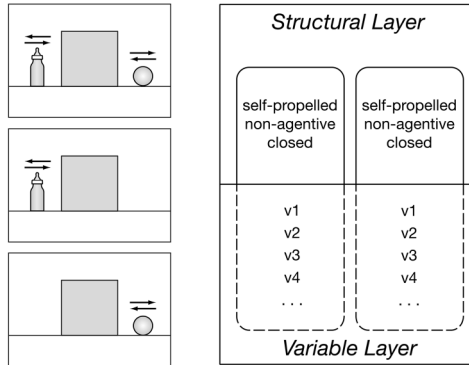 Structural Layer
self-propelled
non-agentive
closed
self-propelled
non-agentive
closed
v1
v2
v3
v4
...
v1
v2
v3
v4
...
Variable Layer